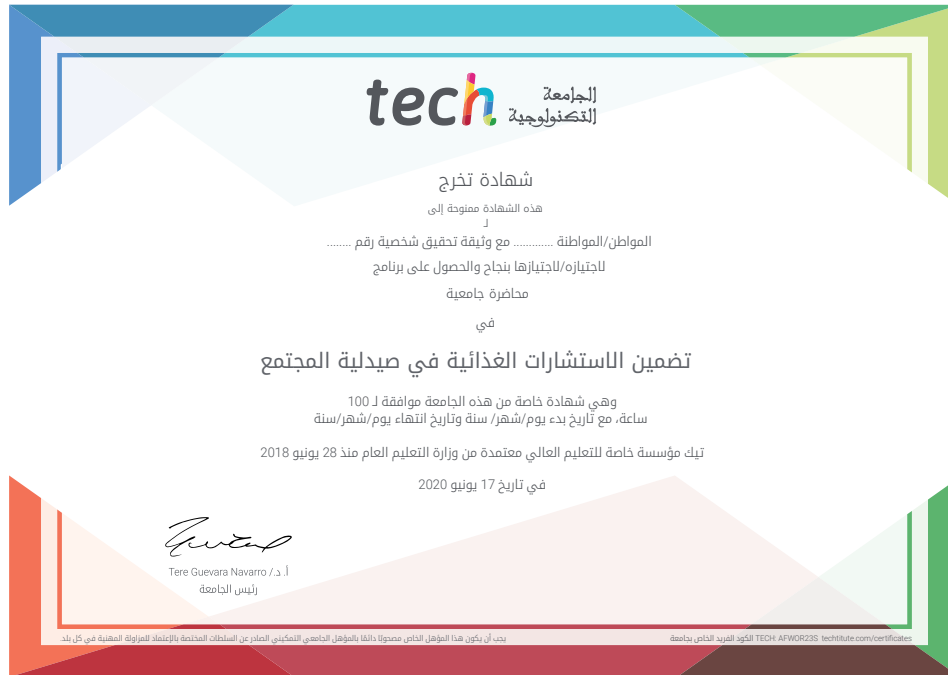 tech الجامعة
التكنولوجية
شهادة تخرج
هذه الشهادة ممنوحة إلى
لـ
المواطن/المواطنة ............ مع وثيقة تحقيق شخصية رقم ........
لاجتيازه/لاجتيازها بنجاح والحصول على برنامج
محاضرة جامعية
في
تضمين الاستشارات الغذائية في صيدلية المجتمع
وهي شهادة خاصة من هذه الجامعة موافقة لـ 100
ساعة، مع تاريخ بدء يوم/شهر/ سنة وتاريخ انتهاء يوم/شهر/سنة
تيك مؤسسة خاصة للتعليم العالي معتمدة من وزارة التعليم العام منذ 28 يونيو 2018
في تاريخ 17 يونيو 2020
أ. د./ Tere Guevara Navarro
رئيس الجامعة
الكود الفريد الخاص بجامعة TECH: AFWOR23S techtitute.com/certificates
يجب أن يكون هذا المؤهل الخاص مصحوبًا دائمًا بالمؤهل الجامعي التمكيني الصادر عن السلطات المختصة بالإعتماد للمزاولة المهنية في كل بلد.